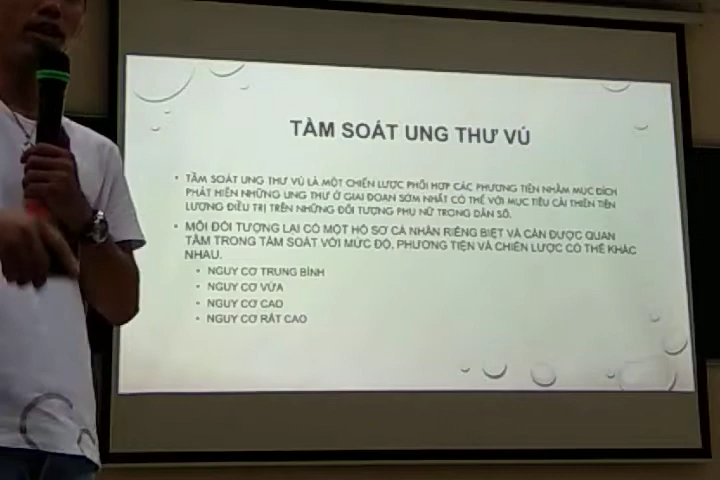 TẦM SOÁT UNG THƯ VÚ
• TẦM SOÁT UNG THƯ VÚ LÀ MỘT CHIẾN LƯỢC PHỐI HỢP CÁC PHƯƠNG TIỆN NHẰM MỤC ĐÍCH
PHÁT HIỆN NHỮNG UNG THƯ Ở GIAI ĐOẠN SỚM NHẤT CÓ THỂ VỚI MỤC TIÊU CẢI THIỆN TIÊN
LƯỢNG ĐIỀU TRỊ TRÊN NHỮNG ĐỐI TƯỢNG PHỤ NỮ TRONG DÂN SỐ.
• MỖI ĐỐI TƯỢNG LẠI CÓ MỘT HỒ SƠ CÁ NHÂN RIÊNG BIỆT VÀ CẦN ĐƯỢC QUAN
TÂM TRONG TẦM SOÁT VỚI MỨC ĐỘ, PHƯƠNG TIỆN VÀ CHIẾN LƯỢC CÓ THỂ KHÁC
NHAU.
• NGUY CƠ TRUNG BÌNH
• NGUY CƠ VỪA
• NGUY CƠ CAO
• NGUY CƠ RẤT CAO